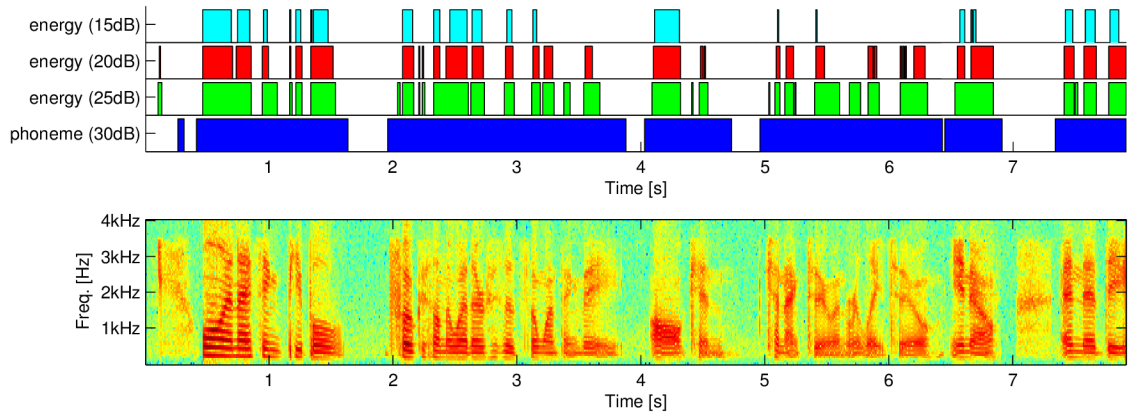 energy (15dB)
energy (20dB)
energy (25dB)
phoneme (30dB)
1 2 3 4 5 6 7
Time [s]
4kHz
3kHz
2kHz
1kHz
Freq. [Hz]
1 2 3 4 5 6 7
Time [s]